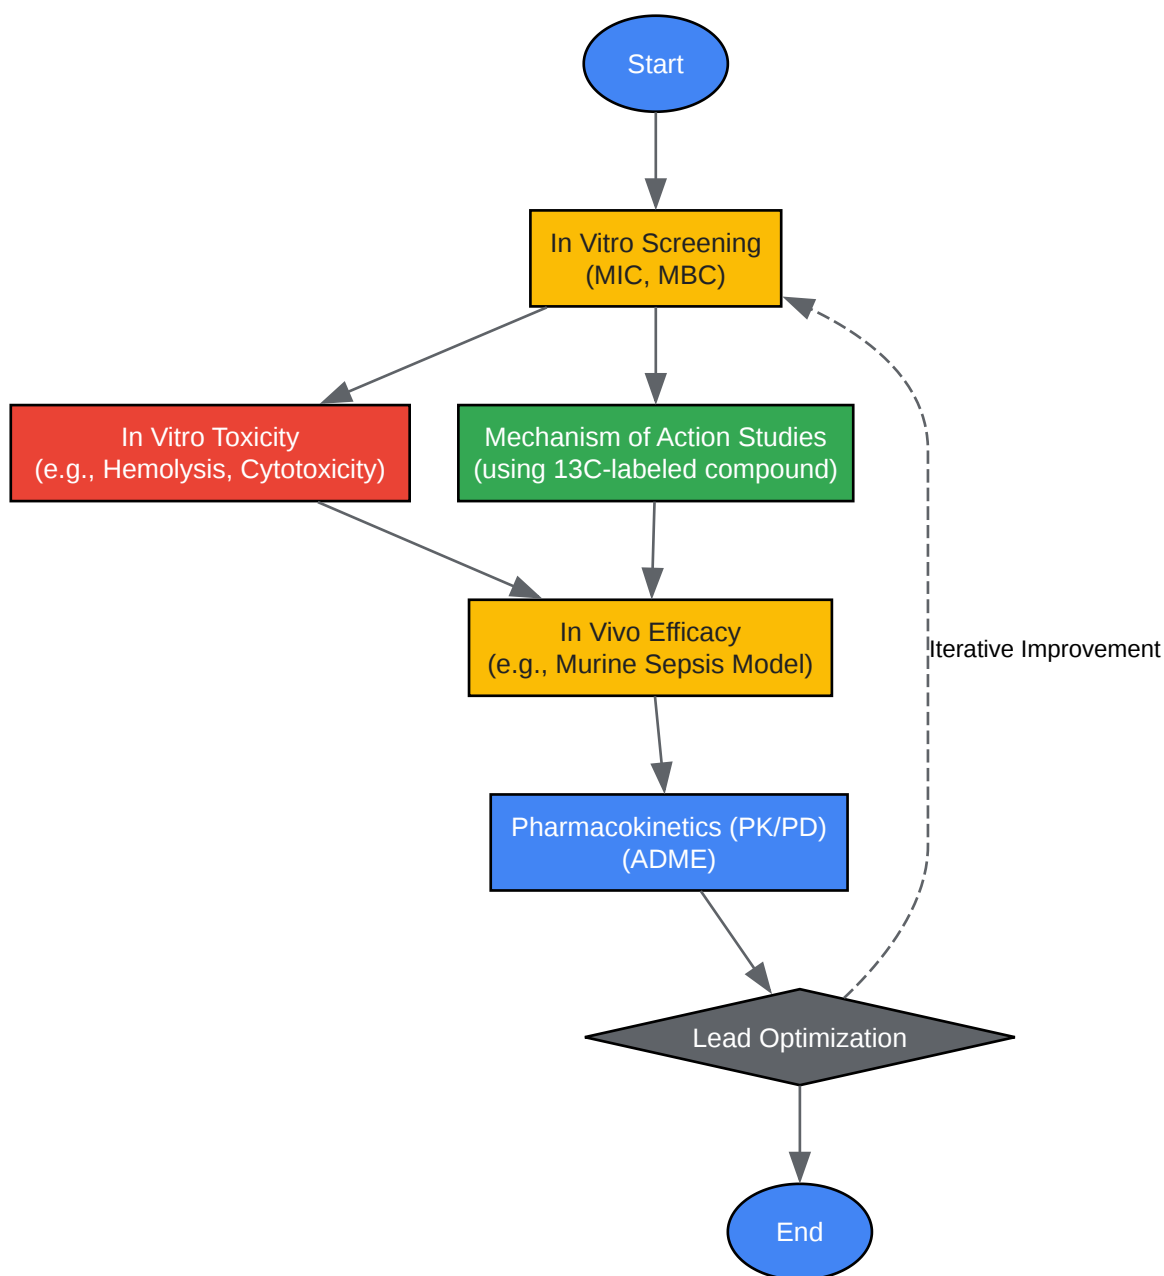 Start
In Vitro Screening
(MIC, MBC)
In Vitro Toxicity
(e.g., Hemolysis, Cytotoxicity)
Mechanism of Action Studies
(using 13C-labeled compound)
In Vivo Efficacy
(e.g., Murine Sepsis Model)
Iterative Improvement
Pharmacokinetics (PK/PD)
(ADME)
Lead Optimization
End